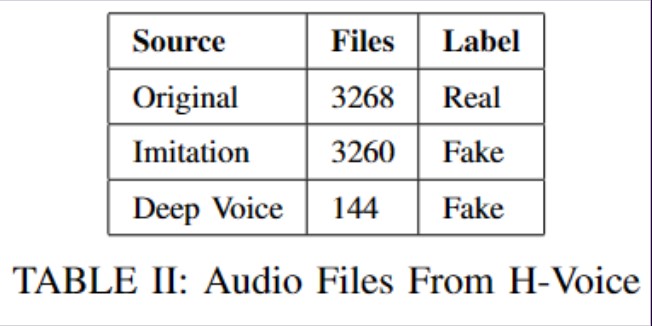 Source Files Label
Original 3268 Real
Imitation 3260 Fake
Deep Voice 144 Fake
TABLE II: Audio Files From H-Voice